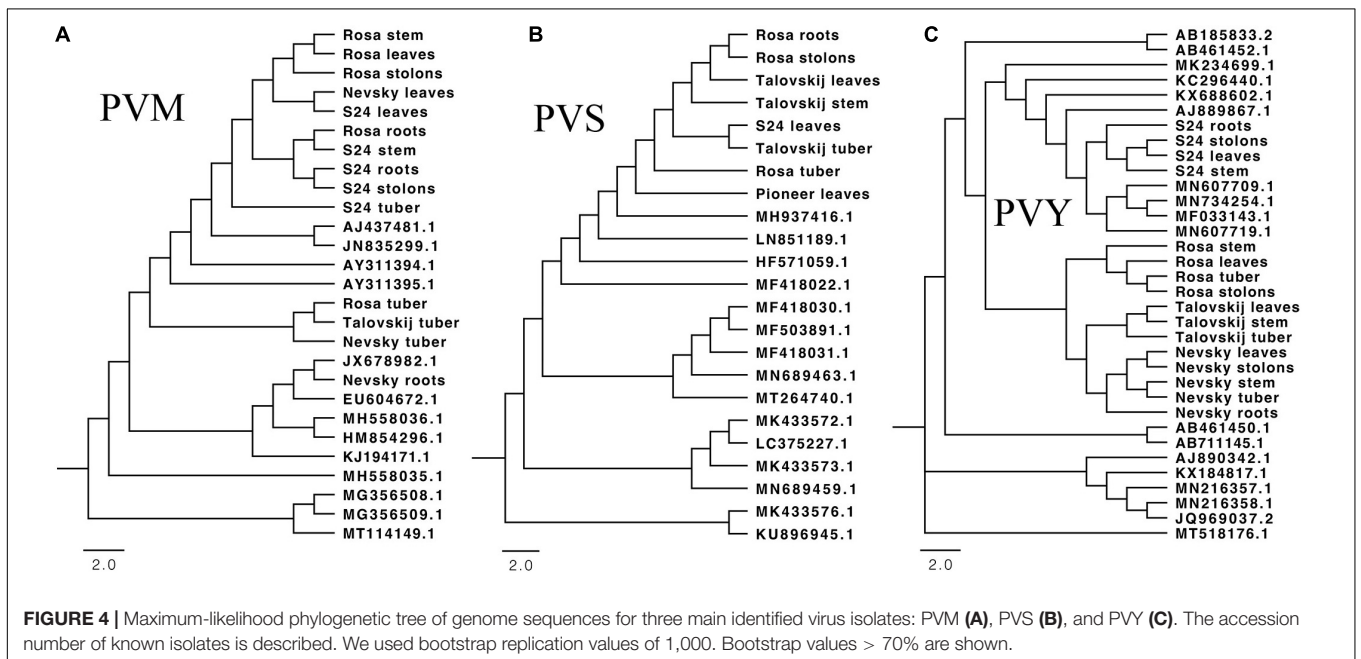 A
PVM
Rosa stem
Rosa leaves
Rosa stolons
Nevsky leaves
S24 leaves
Rosa roots
S24 stem
S24 roots
S24 stolons
S24 tuber
AJ437481.1
JN835299.1
AY311394.1
AY311395.1
Rosa tuber
Talovskij tuber
Nevsky tuber
JX678982.1
Nevsky roots
EU604672.1
MH558036.1
HM854296.1
KJ194171.1
MH558035.1
MG356508.1
MG356509.1
MT114149.1
2.0
B
PVS
Rosa roots
Rosa stolons
Talovskij leaves
Talovskij stem
S24 leaves
Talovskij tuber
Rosa tuber
Pioneer leaves
MH937416.1
LN851189.1
HF571059.1
MF418022.1
MF418030.1
MF503891.1
MF418031.1
MN689463.1
MT264740.1
MK433572.1
LC375227.1
MK433573.1
MN689459.1
MK433576.1
KU896945.1
2.0
C
PVY
AB185833.2
AB461452.1
MK234699.1
KC296440.1
KX688602.1
AJ889867.1
S24 roots
S24 stolons
S24 leaves
S24 stem
MN607709.1
MN734254.1
MF033143.1
MN607719.1
Rosa stem
Rosa leaves
Rosa tuber
Rosa stolons
Talovskij leaves
Talovskij stem
Talovskij tuber
Nevsky leaves
Nevsky stolons
Nevsky stem
Nevsky tuber
Nevsky roots
AB461450.1
AB711145.1
AJ890342.1
KX184817.1
MN216357.1
MN216358.1
JQ969037.2
MT518176.1
2.0
FIGURE 4 | Maximum-likelihood phylogenetic tree of genome sequences for three main identified virus isolates: PVM (A), PVS (B), and PVY (C). The accession
number of known isolates is described. We used bootstrap replication values of 1,000. Bootstrap values > 70% are shown.